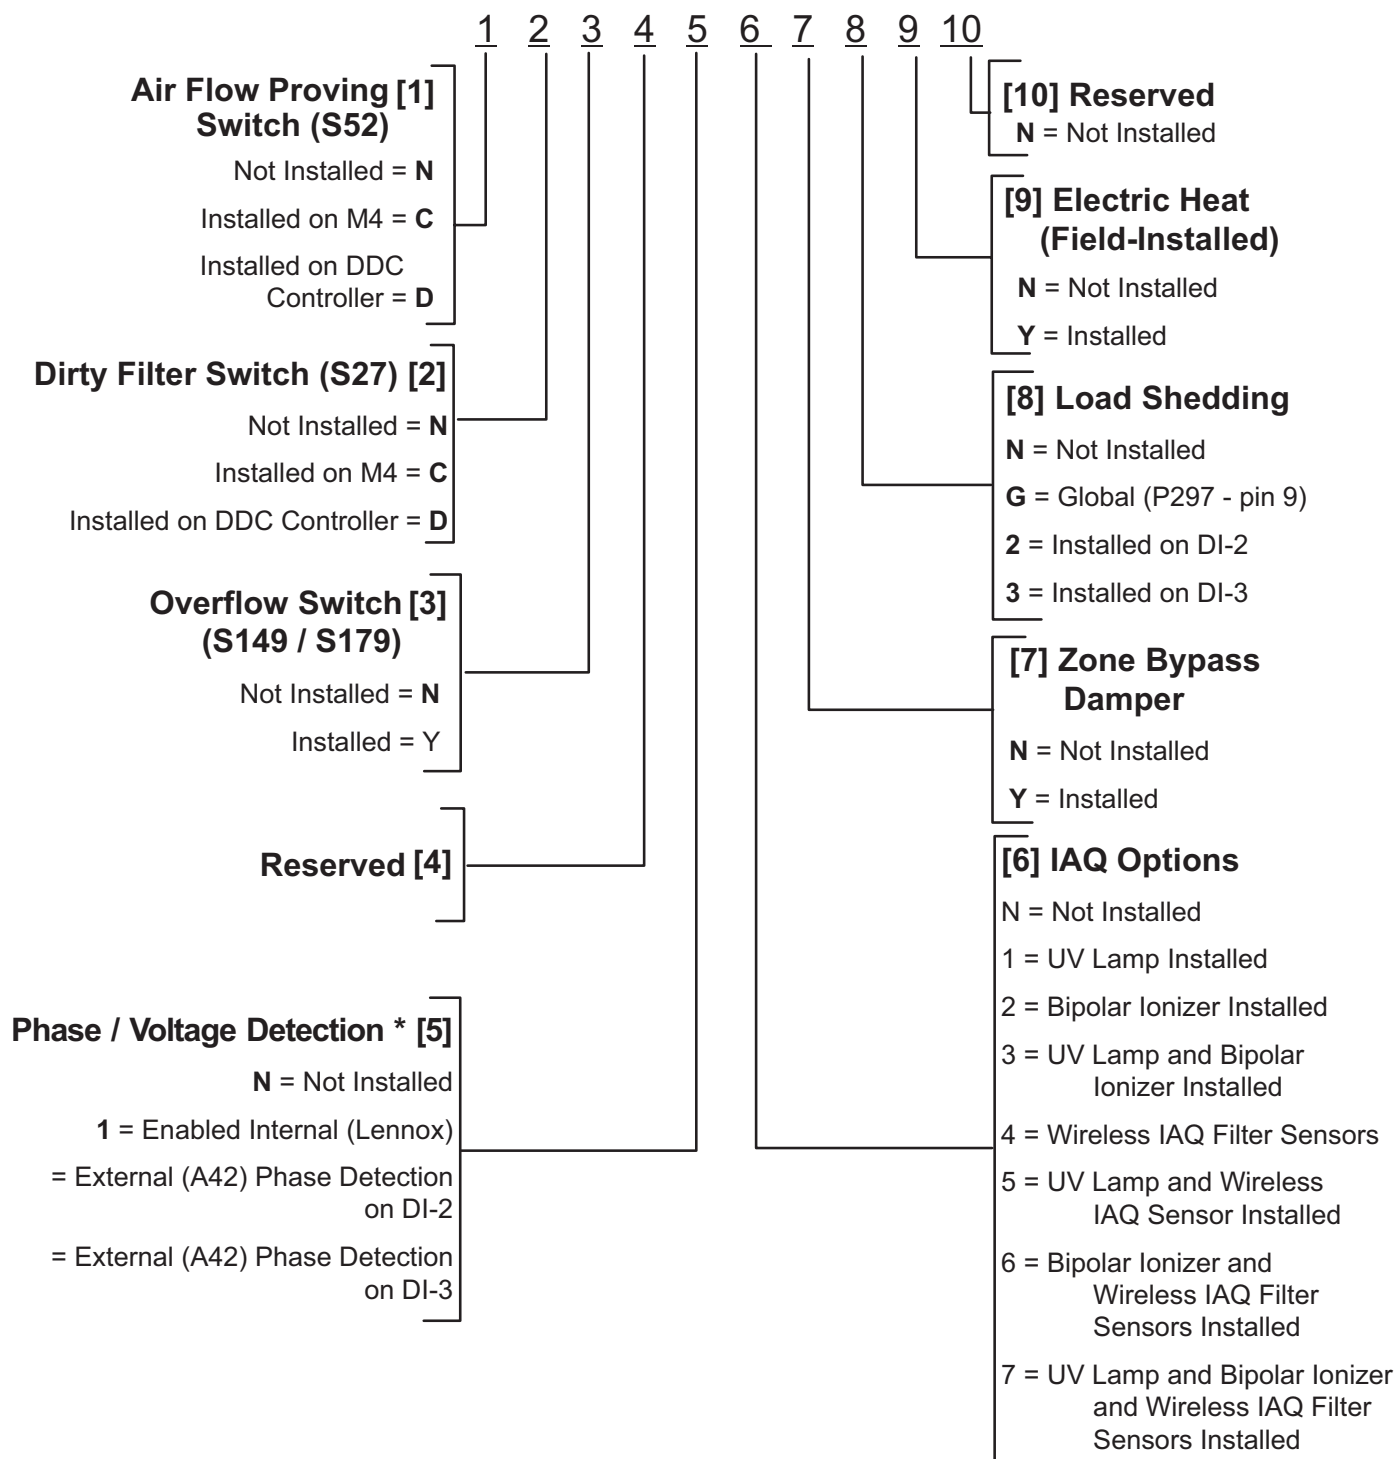 1 2 3 4 5 6 7 8 9 10
Air Flow Proving [1]
Switch (S52)
Not Installed = N
Installed on M4 = C
Installed on DDC
Controller = D
Dirty Filter Switch (S27) [2]
Not Installed = N
Installed on M4 = C
Installed on DDC Controller = D
Overflow Switch [3]
(S149 / S179)
Not Installed = N
Installed = Y
Reserved [4]
Phase / Voltage Detection * [5]
N = Not Installed
1 = Enabled Internal (Lennox)
= External (A42) Phase Detection
on DI-2
= External (A42) Phase Detection
on DI-3
[10] Reserved
N = Not Installed
[9] Electric Heat
(Field-Installed)
N = Not Installed
Y = Installed
[8] Load Shedding
N = Not Installed
G = Global (P297 - pin 9)
2 = Installed on DI-2
3 = Installed on DI-3
[7] Zone Bypass
Damper
N = Not Installed
Y = Installed
[6] IAQ Options
N = Not Installed
1 = UV Lamp Installed
2 = Bipolar Ionizer Installed
3 = UV Lamp and Bipolar
Ionizer Installed
4 = Wireless IAQ Filter Sensors
5 = UV Lamp and Wireless
IAQ Sensor Installed
6 = Bipolar Ionizer and
Wireless IAQ Filter
Sensors Installed
7 = UV Lamp and Bipolar Ionizer
and Wireless IAQ Filter
Sensors Installed